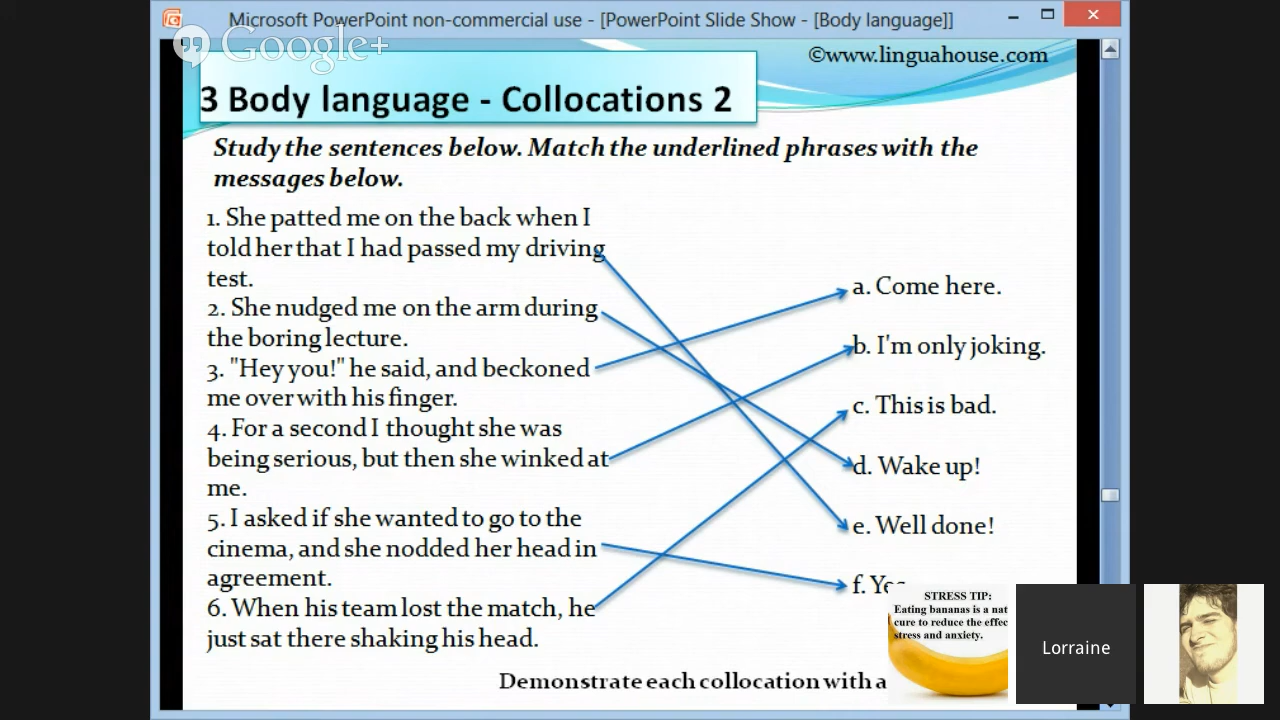 Microsoft PowerPoint non-commercial use - [PowerPoint Slide Show - [Body language]]
Google+
©www.linguahouse.com
3 Body language - Collocations 2
Study the sentences below. Match the underlined phrases with the
messages below.
1. She patted me on the back when I
told her that I had passed my driving
test.
2. She nudged me on the arm during
the boring lecture.
3. "Hey you!" he said, and beckoned
me over with his finger.
4. For a second I thought she was
being serious, but then she winked at
me.
5. I asked if she wanted to go to the
cinema, and she nodded her head in
agreement.
6. When his team lost the match, he
just sat there shaking his head.
a. Come here.
b. I'm only joking.
c. This is bad.
d. Wake up!
e. Well done!
f. Yes
Demonstrate each collocation with a
STRESS TIP:
Eating bananas is a nat
cure to reduce the effec
stress and anxiety.
Lorraine